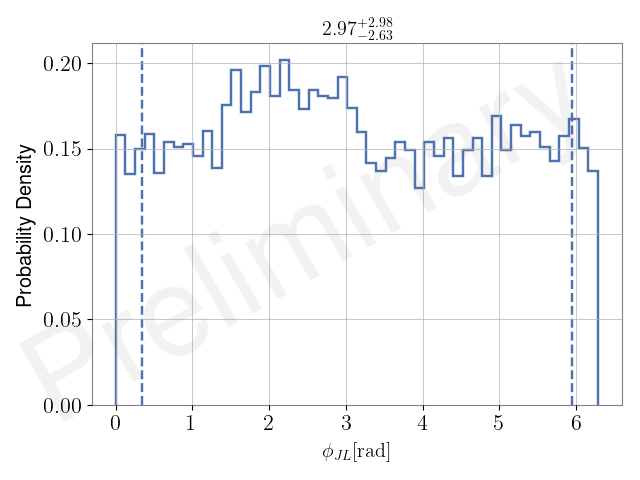 2.97^{+2.98}_{-2.63}
Probability Density
0.20
0.15
0.10
0.05
0.00
0 1 2 3 4 5 6
ϕ_{JL}[rad]
Preliminary